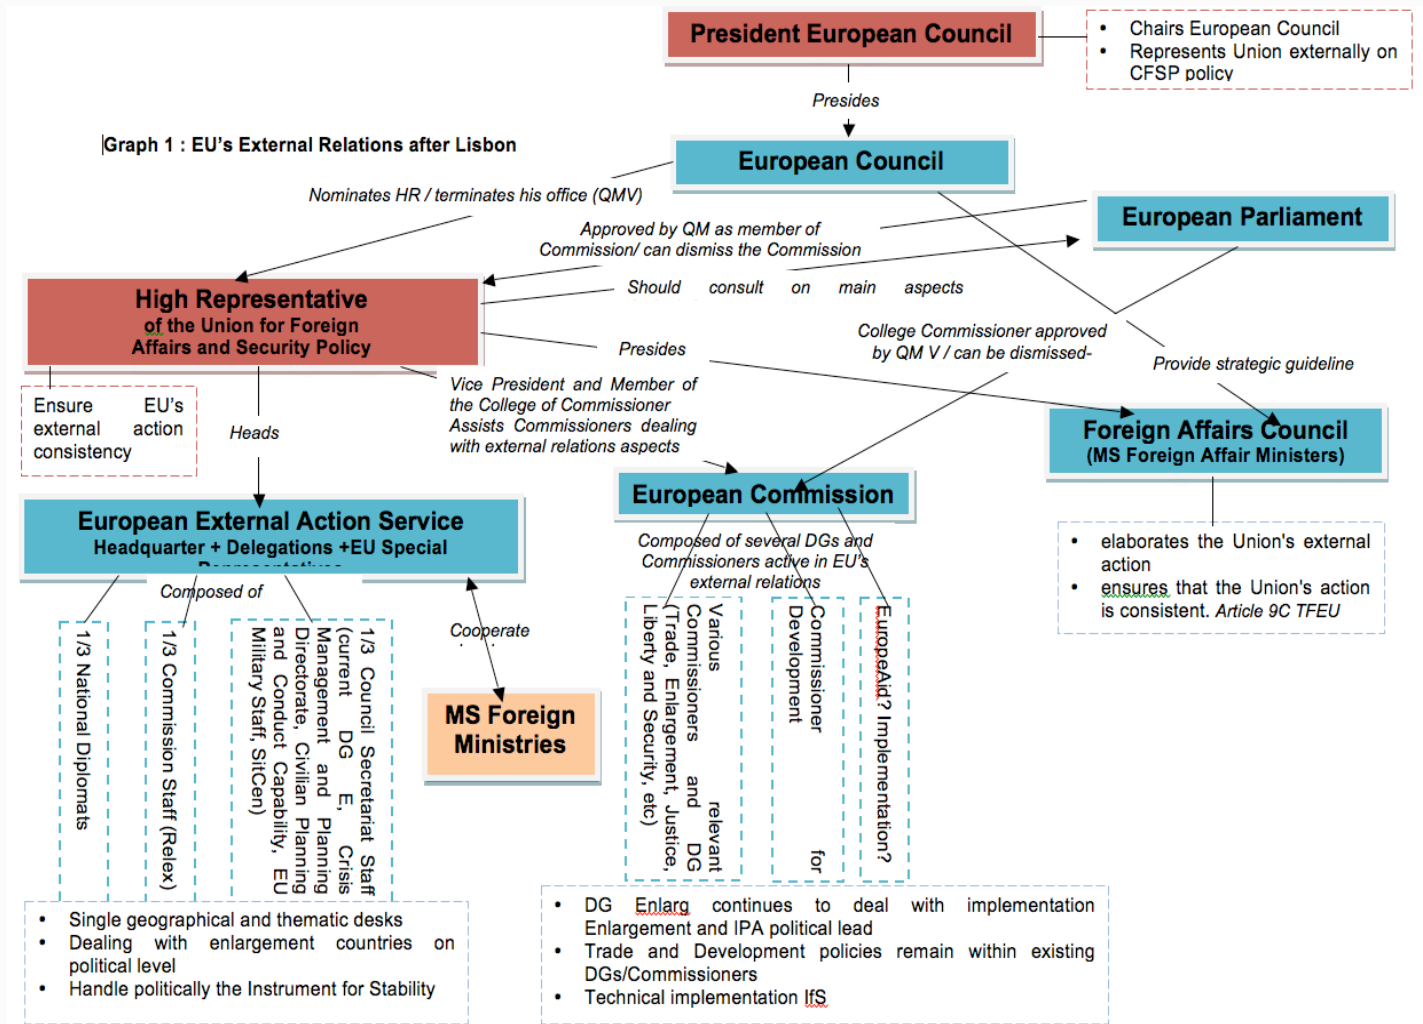 President European Council
• Chairs European Council
• Represents Union externally on
CFSP policy
Presides
Graph 1 : EU's External Relations after Lisbon
European Council
Nominates HR / terminates his office (QMV)
European Parliament
Approved by QM as member of
Commission/ can dismiss the Commission
Should consult on main aspects
High Representative
of the Union for Foreign
Affairs and Security Policy
College Commissioner approved
by QM V / can be dismissed-
Presides
Provide strategic guideline
Vice President and Member of
the College of Commissioner
Assists Commissioners dealing
with external relations aspects
Ensure EU's
external action
consistency
Heads
Foreign Affairs Council
(MS Foreign Affair Ministers)
European External Action Service
Headquarter + Delegations +EU Special
Representatives
European Commission
Composed of several DGs and
Commissioners active in EU's
external relations
• elaborates the Union's external
action
• ensures that the Union's action
is consistent. Article 9C TFEU
Composed of
Cooperate
1/3 National Diplomats
1/3 Commission Staff (Relex)
1/3 Council Secretariat Staff
(current DG E, Crisis
Management and Planning
Directorate, Civilian Planning
and Conduct Capability, EU
Military Staff, SitCen)
MS Foreign
Ministries
Various relevant
Commissioners and DG
(Trade, Enlargement, Justice,
Liberty and Security, etc)
Commissioner for
Development
EuropeAid? Implementation?
• Single geographical and thematic desks
• Dealing with enlargement countries on
political level
• Handle politically the Instrument for Stability
• DG Enlarg continues to deal with implementation
Enlargement and IPA political lead
• Trade and Development policies remain within existing
DGs/Commissioners
• Technical implementation IfS